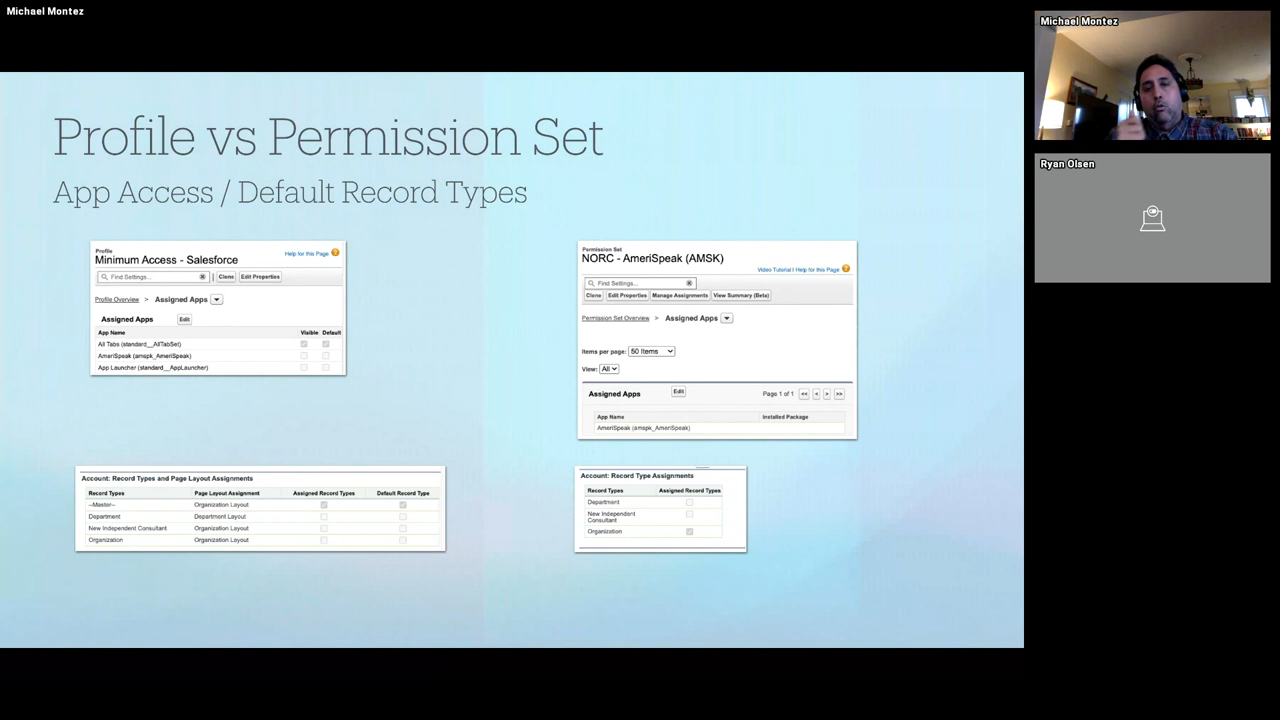 Michael Montez
Profile vs Permission Set
App Access / Default Record Types
Profile
Minimum Access - Salesforce
Help for this Page
Find Settings...
Clone
Edit Properties
Profile Overview > Assigned Apps
Assigned Apps Edit
App Name Visible Default
All Tabs (standard__AllTabSet)
AmeriSpeak (amspk_AmeriSpeak)
App Launcher (standard__AppLauncher)
Permission Set
NORC - AmeriSpeak (AMSK)
Video Tutorial | Help for this Page
Find Settings...
Clone Edit Properties Manage Assignments View Summary (Beta)
Permission Set Overview > Assigned Apps
Items per page: 50 Items
View: All
Assigned Apps Edit Page 1 of 1 << < > >>
App Name Installed Package
AmeriSpeak (amspk_AmeriSpeak)
Account: Record Types and Page Layout Assignments
Record Types Page Layout Assignment Assigned Record Types Default Record Type
--Master-- Organization Layout
Department Department Layout
New Independent Consultant Organization Layout
Organization Organization Layout
Account: Record Type Assignments
Record Types Assigned Record Types
Department
New Independent
Consultant
Organization
Michael Montez
Ryan Olsen